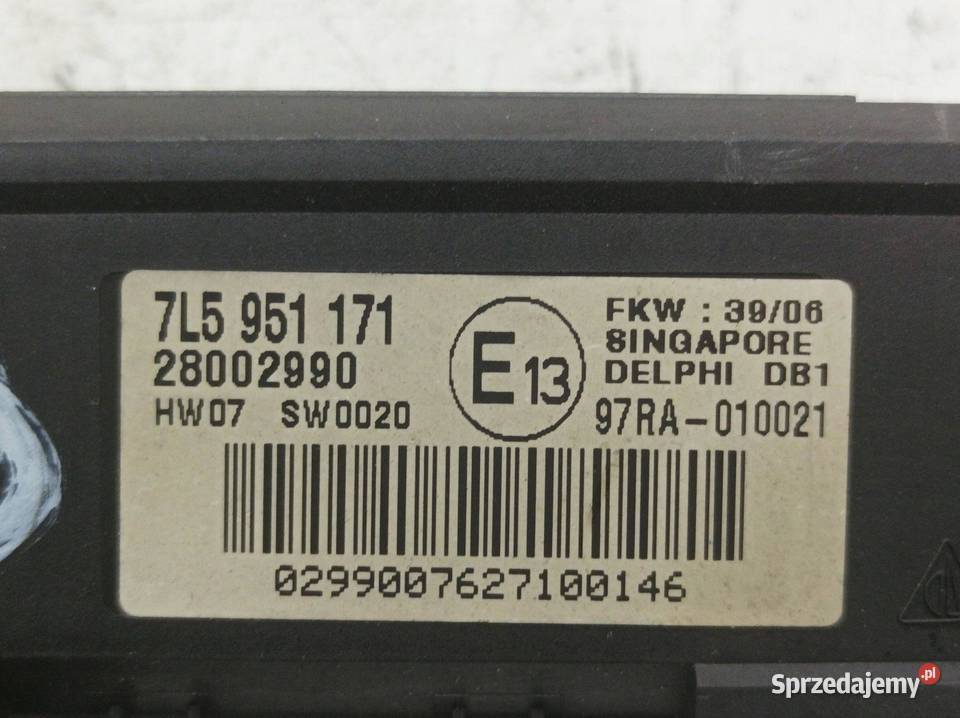 7L5 951 171
28002990
HW07 SW0020
E13
FKW : 39/06
SINGAPORE
DELPHI DB1
97RA-010021
0299007627100146
Sprzedajemy.pl